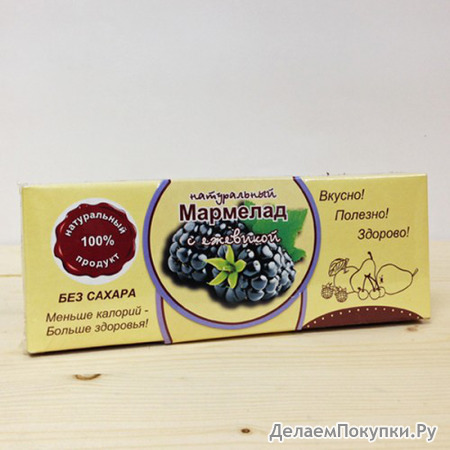 натуральный
100%
продукт
БЕЗ САХАРА
Меньше калорий -
Больше здоровья!
натуральный
Мармелад
с ежевикой
Вкусно!
Полезно!
Здорово!
ДелаемПокупки.Ру